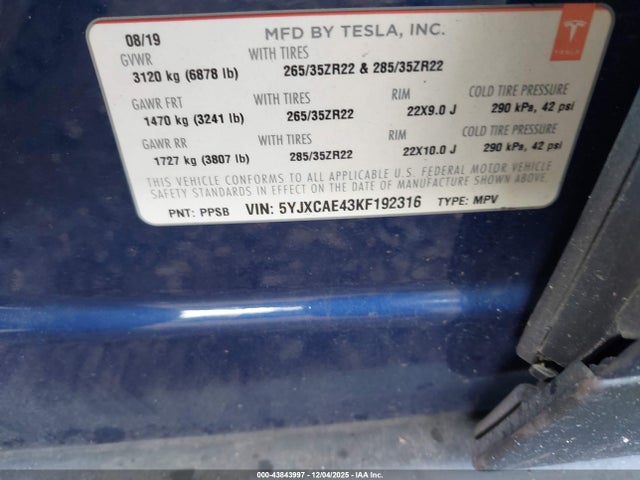 MFD BY TESLA, INC.
TESLA
08/19
GVWR
3120 kg (6878 lb)
WITH TIRES
265/35ZR22 & 285/35ZR22
GAWR FRT
1470 kg (3241 lb)
WITH TIRES
265/35ZR22
RIM
22X9.0 J
COLD TIRE PRESSURE
290 kPa, 42 psi
GAWR RR
1727 kg (3807 lb)
WITH TIRES
285/35ZR22
RIM
22X10.0 J
COLD TIRE PRESSURE
290 kPa, 42 psi
THIS VEHICLE CONFORMS TO ALL APPLICABLE U.S. FEDERAL MOTOR VEHICLE
SAFETY STANDARDS IN EFFECT ON THE DATE OF MANUFACTURE SHOWN ABOVE.
PNT: PPSB VIN: 5YJXCAE43KF192316 TYPE: MPV
000-43843997 - 12/04/2025 - IAA Inc.